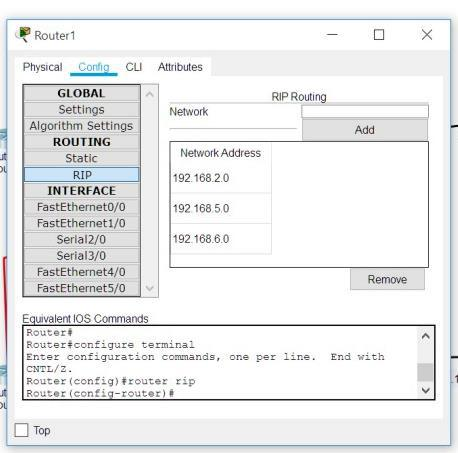 Router1
Physical Config CLI Attributes
GLOBAL
Settings
Algorithm Settings
ROUTING
Static
RIP
INTERFACE
FastEthernet0/0
FastEthernet1/0
Serial2/0
Serial3/0
FastEthernet4/0
FastEthernet5/0
RIP Routing
Network
Add
Network Address
192.168.2.0
192.168.5.0
192.168.6.0
Remove
Equivalent IOS Commands
Router#
Router#configure terminal
Enter configuration commands, one per line. End with
CNTL/Z.
Router(config)#router rip
Router(config-router)#
Top